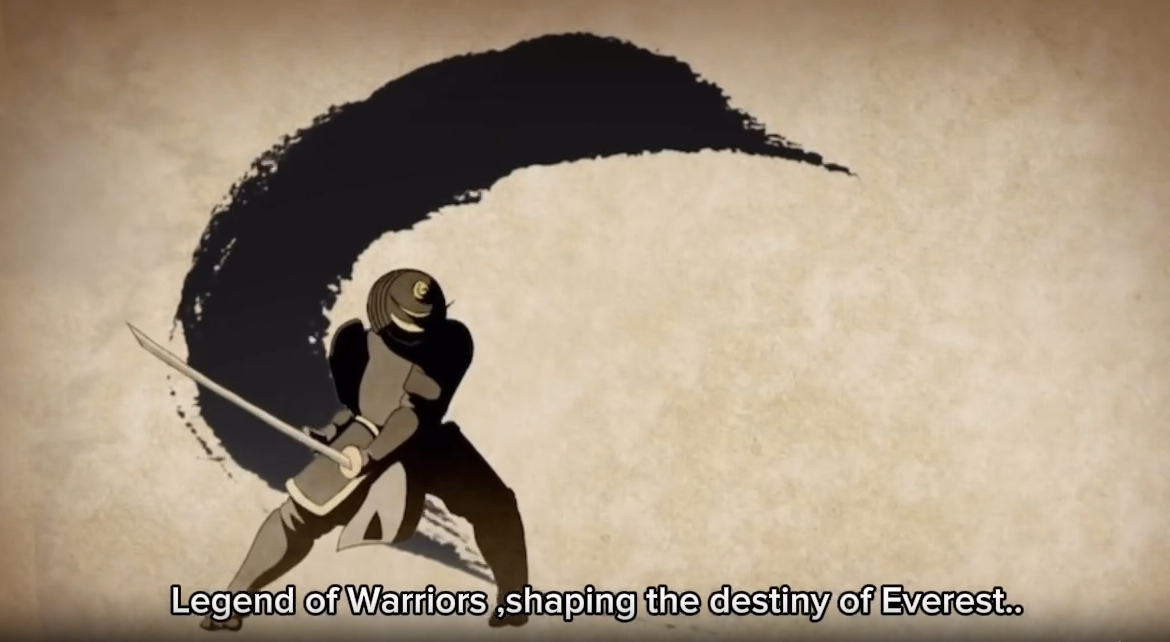 Legend of Warriors ,shaping the destiny of Everest..